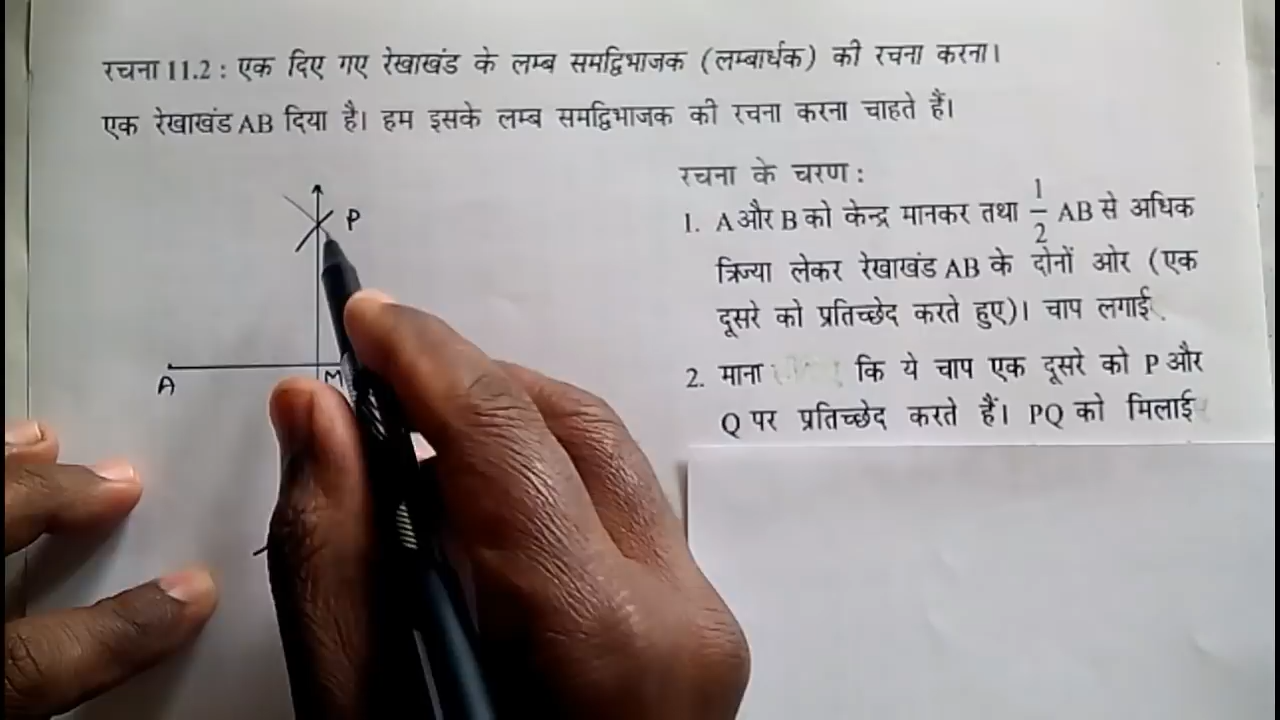 रचना 11.2 : एक दिए गए रेखाखंड के लम्ब समद्विभाजक (लम्बार्धक) की रचना करना।
एक रेखाखंड AB दिया है। हम इसके लम्ब समद्विभाजक की रचना करना चाहते हैं।
P
A
M
रचना के चरण :
1. A और B को केन्द्र मानकर तथा 1/2 AB से अधिक
त्रिज्या लेकर रेखाखंड AB के दोनों ओर (एक
दूसरे को प्रतिच्छेद करते हुए)। चाप लगाई
2. माना कि ये चाप एक दूसरे को P और
Q पर प्रतिच्छेद करते हैं। PQ को मिलाई